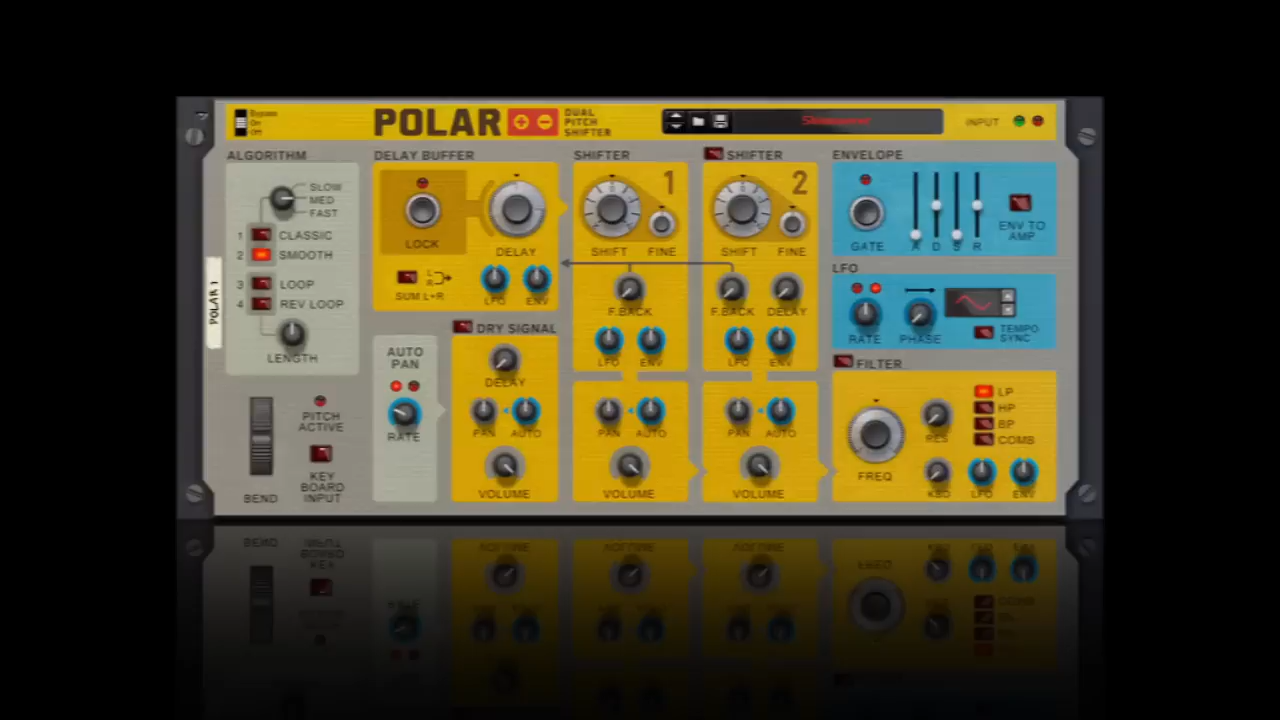 Bypass
On
Off
POLAR
DUAL
PITCH
SHIFTER
INPUT
ALGORITHM
SLOW
MED
FAST
1 CLASSIC
2 SMOOTH
3 LOOP
4 REV LOOP
LENGTH
POLAR 1
BEND
PITCH
ACTIVE
KEY
BOARD
INPUT
DELAY BUFFER
LOCK
DELAY
L
R
SUM L+R
LFO
ENV
AUTO
PAN
RATE
DRY SIGNAL
DELAY
PAN
AUTO
VOLUME
SHIFTER
1
SHIFT
FINE
F.BACK
LFO
ENV
PAN
AUTO
VOLUME
SHIFTER
2
SHIFT
FINE
F.BACK
DELAY
LFO
ENV
PAN
AUTO
VOLUME
ENVELOPE
GATE
A D S R
ENV TO
AMP
LFO
RATE
PHASE
TEMPO
SYNC
FILTER
FREQ
RES
LP
HP
BP
COMB
KBD
LFO
ENV